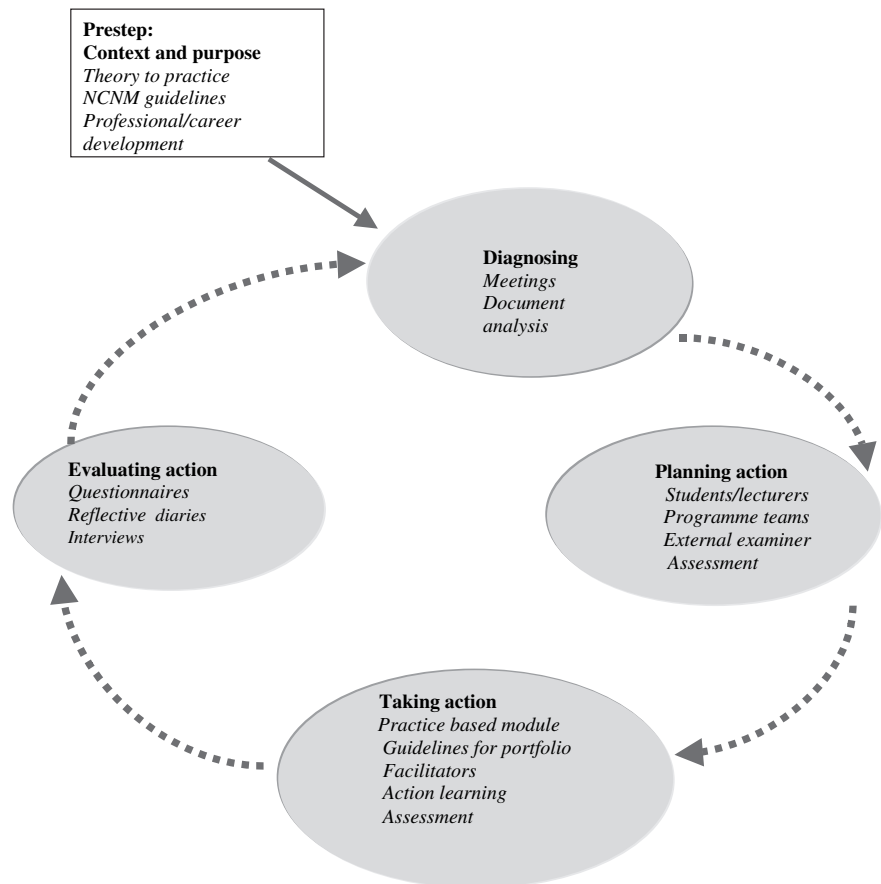 Prestep:
Context and purpose
Theory to practice
NCNM guidelines
Professional/career
development
Diagnosing
Meetings
Document
analysis
Planning action
Students/lecturers
Programme teams
External examiner
Assessment
Taking action
Practice based module
Guidelines for portfolio
Facilitators
Action learning
Assessment
Evaluating action
Questionnaires
Reflective diaries
Interviews